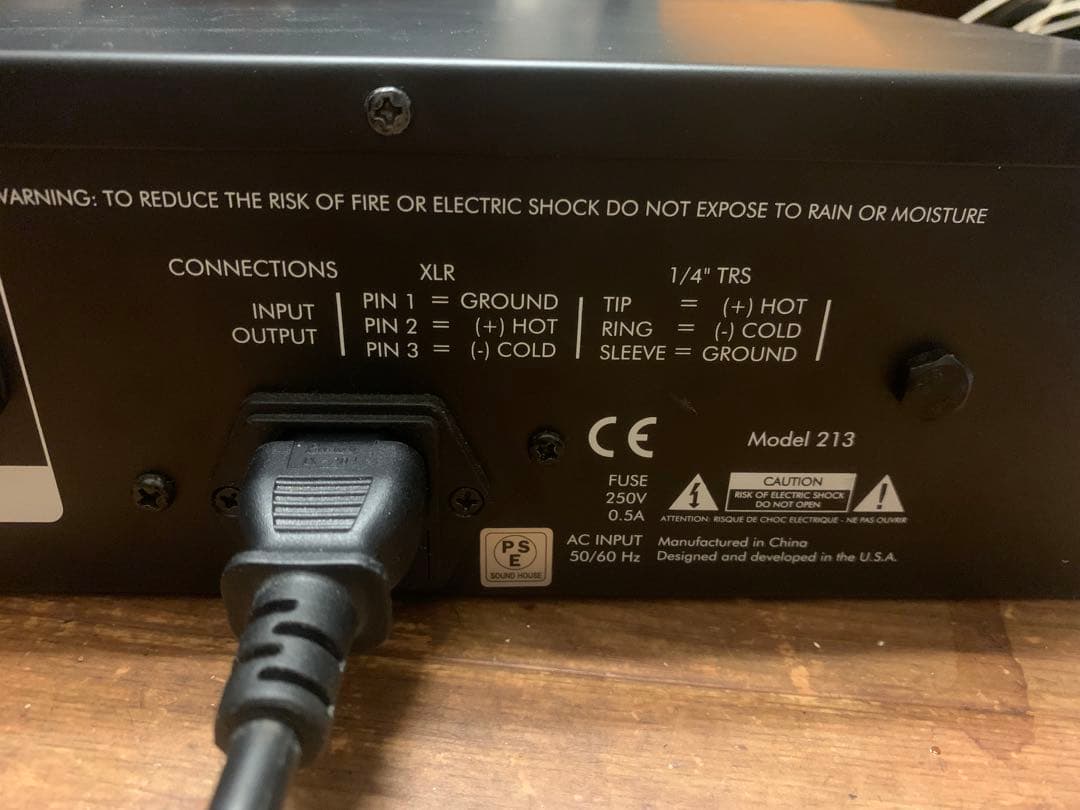 WARNING: TO REDUCE THE RISK OF FIRE OR ELECTRIC SHOCK DO NOT EXPOSE TO RAIN OR MOISTURE
CONNECTIONS XLR 1/4" TRS
INPUT PIN 1 = GROUND TIP = (+) HOT
OUTPUT PIN 2 = (+) HOT RING = (-) COLD
PIN 3 = (-) COLD SLEEVE = GROUND
CE
Model 213
FUSE
250V
0.5A
CAUTION
RISK OF ELECTRIC SHOCK
DO NOT OPEN
ATTENTION: RISQUE DE CHOC ELECTRIQUE - NE PAS OUVRIR
PS
E
SOUND HOUSE
AC INPUT
50/60 Hz
Manufactured in China
Designed and developed in the U.S.A.